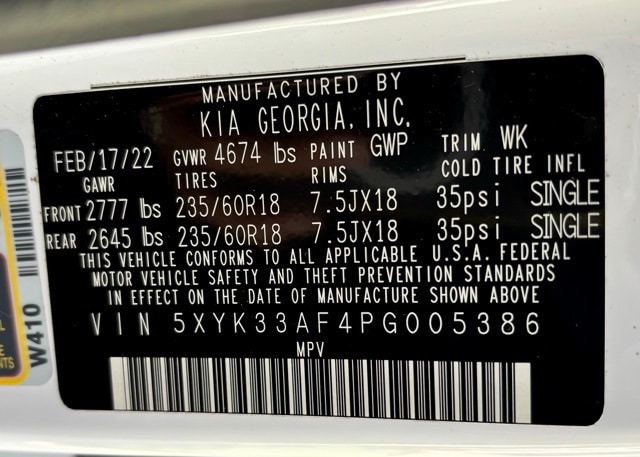 MANUFACTURED BY
KIA GEORGIA, INC.
FEB/17/22 GVWR 4674 lbs PAINT GWP TRIM WK
GAWR TIRES RIMS COLD TIRE INFL
FRONT 2777 lbs 235/60R18 7.5JX18 35psi SINGLE
REAR 2645 lbs 235/60R18 7.5JX18 35psi SINGLE
THIS VEHICLE CONFORMS TO ALL APPLICABLE U.S.A. FEDERAL
MOTOR VEHICLE SAFETY AND THEFT PREVENTION STANDARDS
IN EFFECT ON THE DATE OF MANUFACTURE SHOWN ABOVE
VIN 5XYK33AF4PG005386
MPV
W410